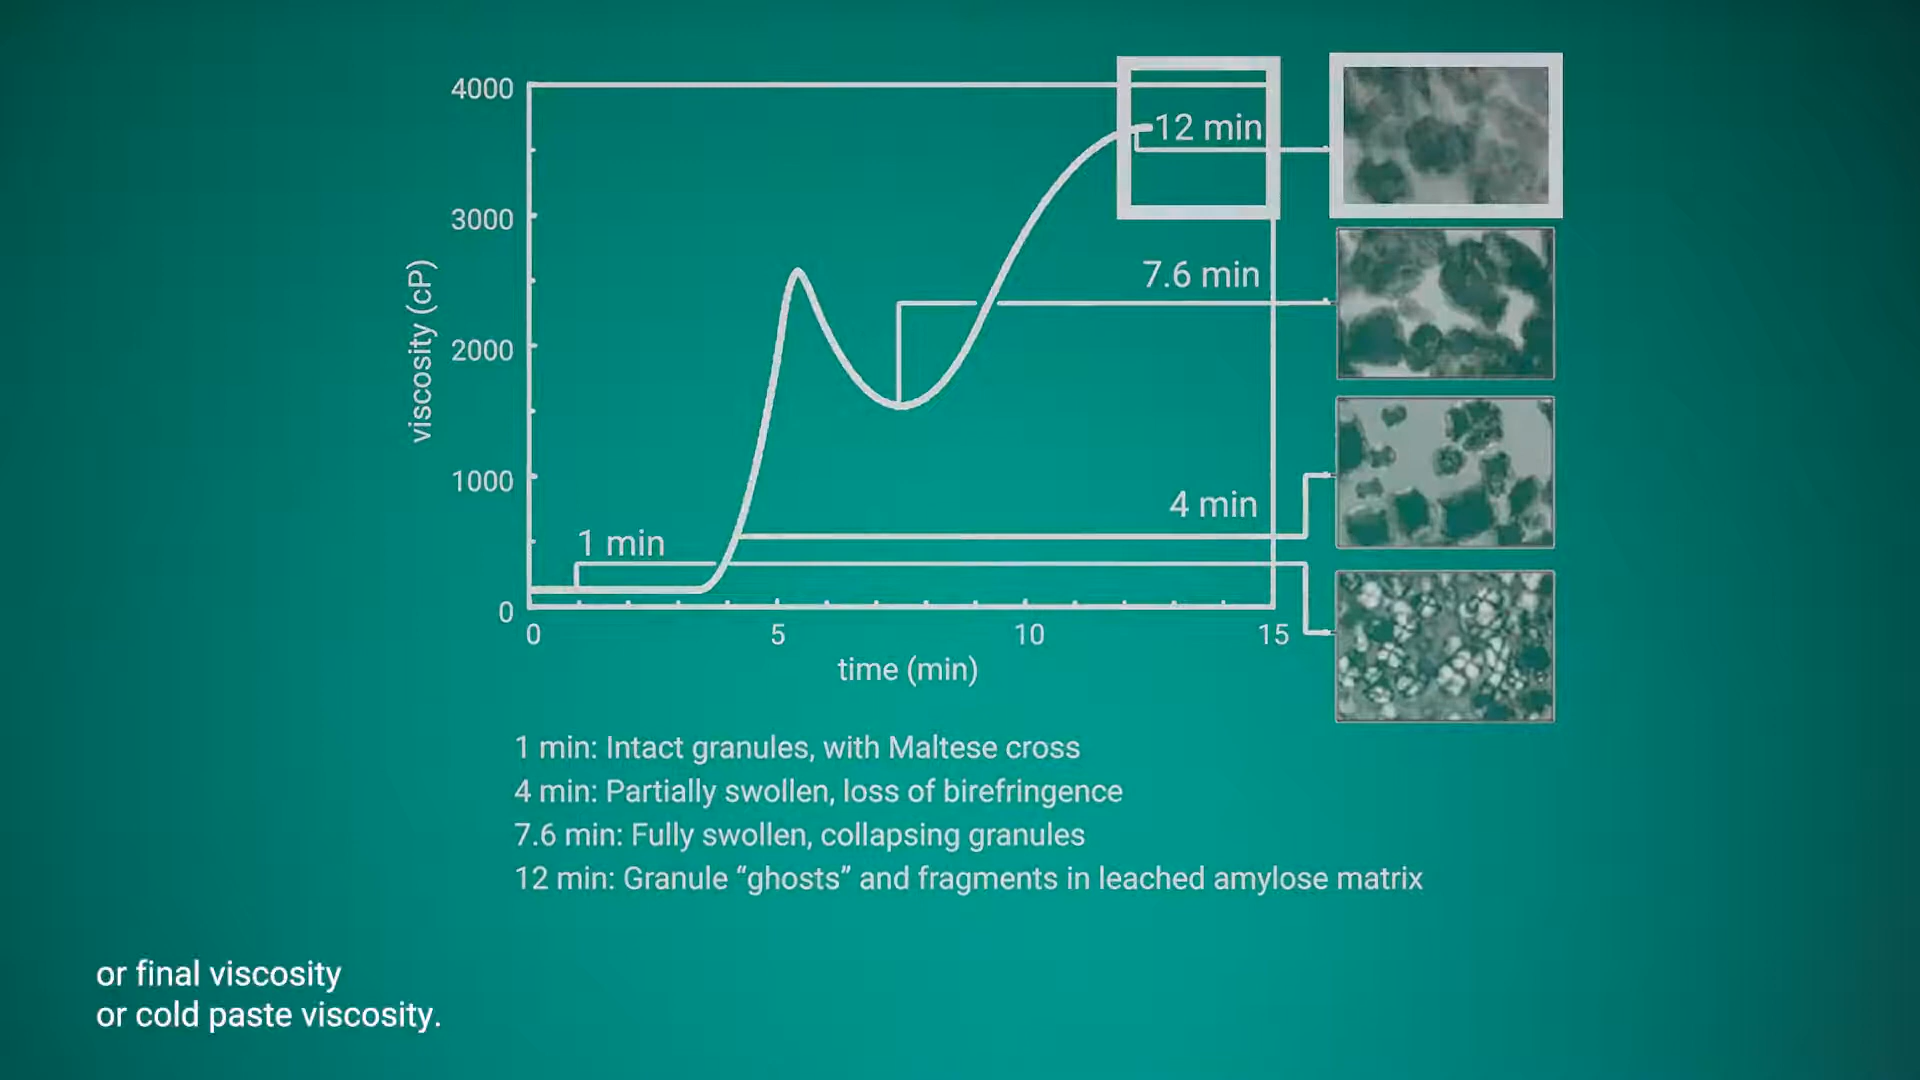 4000
12 min
3000
7.6 min
viscosity (cP)
2000
1000
4 min
1 min
0
0 5 10 15
time (min)
1 min: Intact granules, with Maltese cross
4 min: Partially swollen, loss of birefringence
7.6 min: Fully swollen, collapsing granules
12 min: Granule “ghosts” and fragments in leached amylose matrix
or final viscosity
or cold paste viscosity.